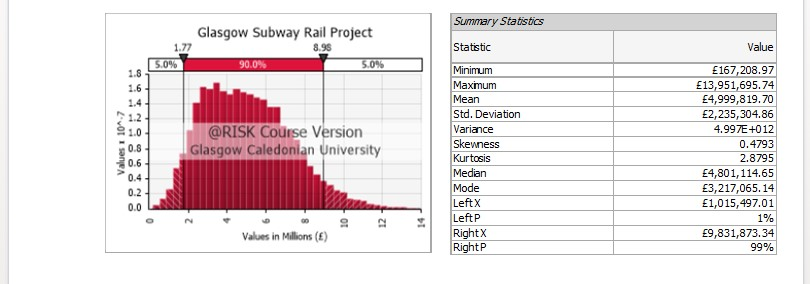 Glasgow Subway Rail Project
1.77 8.98
5.0% 90.0% 5.0%
1.8
1.6
1.4
1.2
1.0
0.8
0.6
0.4
0.2
0.0
Values x 10^-7
@RISK Course Version
Glasgow Caledonian University
0 2 4 6 8 10 12 14
Values in Millions (£)
Summary Statistics
Statistic Value
Minimum £167,208.97
Maximum £13,951,695.74
Mean £4,999,819.70
Std. Deviation £2,235,304.86
Variance 4.997E+012
Skewness 0.4793
Kurtosis 2.8795
Median £4,801,114.65
Mode £3,217,065.14
Left X £1,015,497.01
Left P 1%
Right X £9,831,873.34
Right P 99%